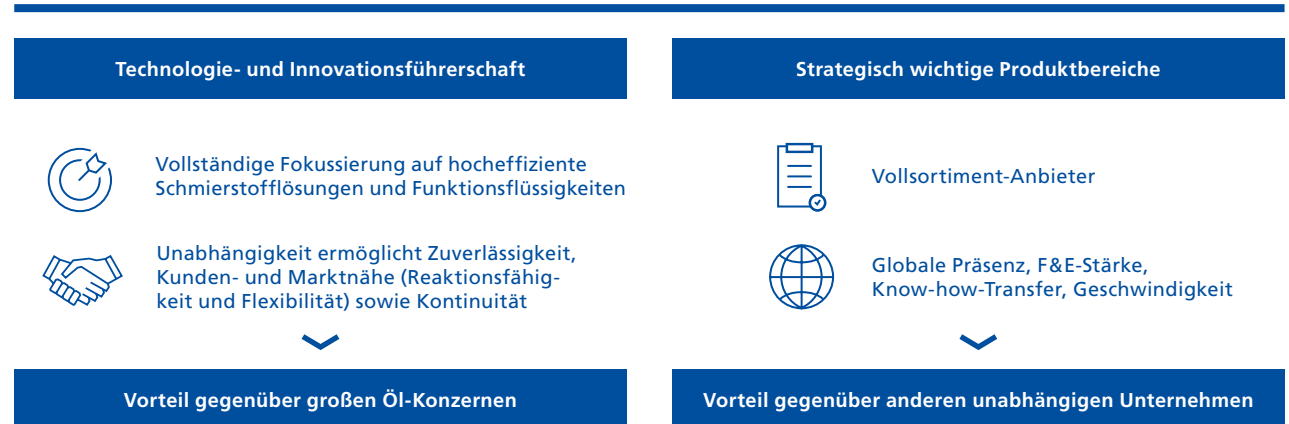 Technologie- und Innovationsführerschaft
Vollständige Fokussierung auf hocheffiziente
Schmierstofflösungen und Funktionsflüssigkeiten
Unabhängigkeit ermöglicht Zuverlässigkeit,
Kunden- und Marktnähe (Reaktionsfähig-
keit und Flexibilität) sowie Kontinuität
Vorteil gegenüber großen Öl-Konzernen
Strategisch wichtige Produktbereiche
Vollsortiment-Anbieter
Globale Präsenz, F&E-Stärke,
Know-how-Transfer, Geschwindigkeit
Vorteil gegenüber anderen unabhängigen Unternehmen